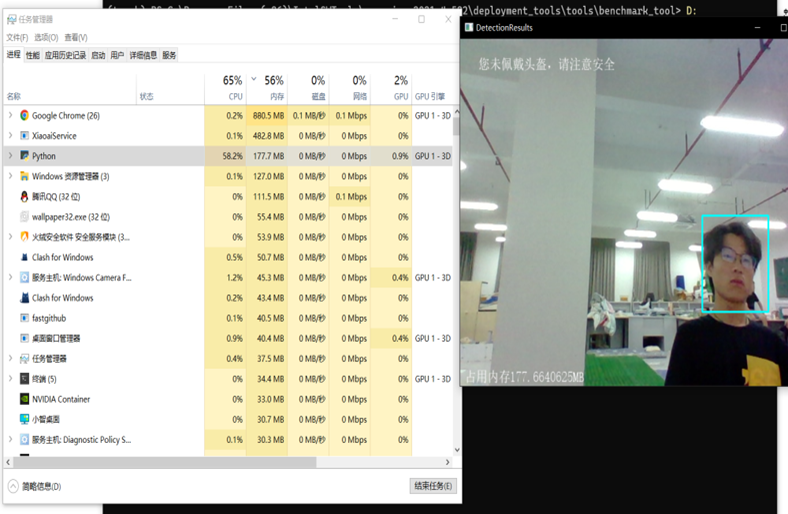 \deployment_tools\tools\benchmark_tool> D:
任务管理器
文件(F) 选项(O) 查看(V)
进程 性能 应用历史记录 启动 用户 详细信息 服务
65% 56% 0% 0% 2%
名称 状态 CPU 内存 磁盘 网络 GPU GPU 引擎
Google Chrome (26) 0.2% 880.5 MB 0.1 MB/秒 0.1 Mbps 0% GPU 1 - 3D
XiaoaiService 0.1% 482.8 MB 0 MB/秒 0 Mbps 0%
Python 58.2% 177.7 MB 0 MB/秒 0 Mbps 0.9% GPU 1 - 3D
Windows 资源管理器 (3) 0.1% 127.0 MB 0 MB/秒 0 Mbps 0% GPU 1 - 3D
腾讯QQ (32 位) 0% 111.5 MB 0 MB/秒 0.1 Mbps 0%
wallpaper32.exe (32 位) 0% 55.4 MB 0 MB/秒 0 Mbps 0%
火绒安全软件 安全服务模块 (3... 0% 53.9 MB 0 MB/秒 0 Mbps 0%
Clash for Windows 0.5% 50.7 MB 0 MB/秒 0 Mbps 0%
服务主机: Windows Camera F... 1.2% 45.3 MB 0 MB/秒 0 Mbps 0.4% GPU 1 - 3D
Clash for Windows 0.2% 43.4 MB 0 MB/秒 0 Mbps 0%
fastgithub 0.1% 40.5 MB 0 MB/秒 0 Mbps 0%
桌面窗口管理器 0.9% 40.4 MB 0 MB/秒 0 Mbps 0.4% GPU 1 - 3D
任务管理器 0.4% 37.5 MB 0 MB/秒 0 Mbps 0%
终端 (5) 0% 34.4 MB 0 MB/秒 0 Mbps 0% GPU 1 - 3D
NVIDIA Container 0% 33.0 MB 0 MB/秒 0 Mbps 0%
小智桌面 0% 30.7 MB 0 MB/秒 0 Mbps 0%
服务主机: Diagnostic Policy S... 0.1% 30.3 MB 0 MB/秒 0 Mbps 0%
简略信息(D) 结束任务(E)
DetectionResults
您未佩戴头盔，请注意安全
占用内存177.6640625MB